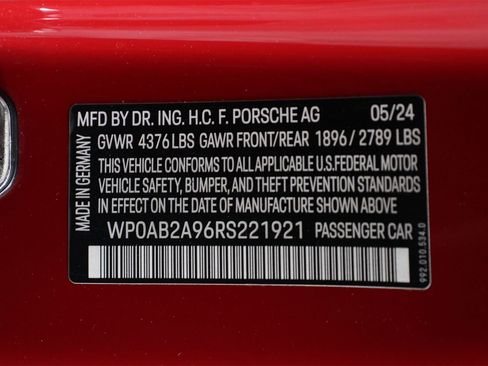 MFD BY DR. ING. H.C. F. PORSCHE AG 05/24
GVWR 4376 LBS GAWR FRONT/REAR 1896/2789 LBS
THIS VEHICLE CONFORMS TO ALL APPLICABLE U.S.FEDERAL MOTOR
VEHICLE SAFETY, BUMPER, AND THEFT PREVENTION STANDARDS
IN EFFECT ON THE DATE OF MANUFACTURE SHOWN ABOVE.
WP0AB2A96RS221921 PASSENGER CAR
MADE IN GERMANY
992.010.534.0